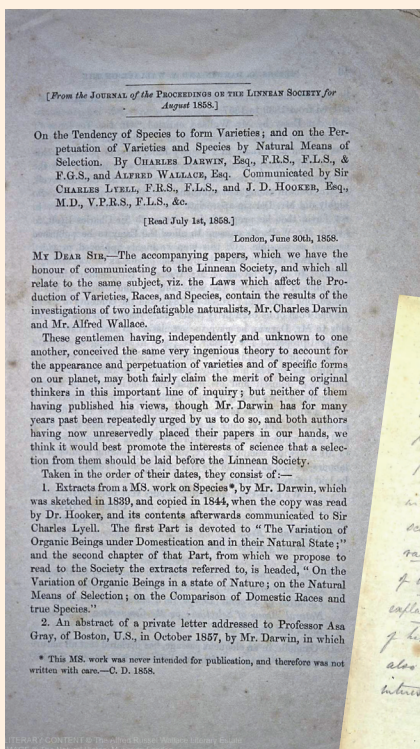 [From the JOURNAL of the PROCEEDINGS OF THE LINNEAN SOCIETY for
August 1858.]
On the Tendency of Species to form Varieties; and on the Per-
petuation of Varieties and Species by Natural Means of
Selection. By CHARLES DARWIN, Esq., F.R.S., F.L.S., &
F.G.S., and ALFRED WALLACE, Esq. Communicated by Sir
CHARLES LYELL, F.R.S., F.L.S., and J. D. HOOKER, Esq.,
M.D., V.P.R.S., F.L.S., &c.
[Read July 1st, 1858.]
London, June 30th, 1858.
MY DEAR SIR,—The accompanying papers, which we have the
honour of communicating to the Linnean Society, and which all
relate to the same subject, viz. the Laws which affect the Pro-
duction of Varieties, Races, and Species, contain the results of the
investigations of two indefatigable naturalists, Mr. Charles Darwin
and Mr. Alfred Wallace.
These gentlemen having, independently and unknown to one
another, conceived the same very ingenious theory to account for
the appearance and perpetuation of varieties and of specific forms
on our planet, may both fairly claim the merit of being original
thinkers in this important line of inquiry; but neither of them
having published his views, though Mr. Darwin has for many
years past been repeatedly urged by us to do so, and both authors
having now unreservedly placed their papers in our hands, we
think it would best promote the interests of science that a selec-
tion from them should be laid before the Linnean Society.
Taken in the order of their dates, they consist of:—
1. Extracts from a MS. work on Species*, by Mr. Darwin, which
was sketched in 1839, and copied in 1844, when the copy was read
by Dr. Hooker, and its contents afterwards communicated to Sir
Charles Lyell. The first Part is devoted to "The Variation of
Organic Beings under Domestication and in their Natural State;"
and the second chapter of that Part, from which we propose to
read to the Society the extracts referred to, is headed, "On the
Variation of Organic Beings in a state of Nature; on the Natural
Means of Selection; on the Comparison of Domestic Races and
true Species."
2. An abstract of a private letter addressed to Professor Asa
Gray, of Boston, U.S., in October 1857, by Mr. Darwin, in which
* This MS. work was never intended for publication, and therefore was not
written with care.—C. D. 1858.
of
also
LITERARY CONTENT © The Alfred Russel Wallace Literary Estate